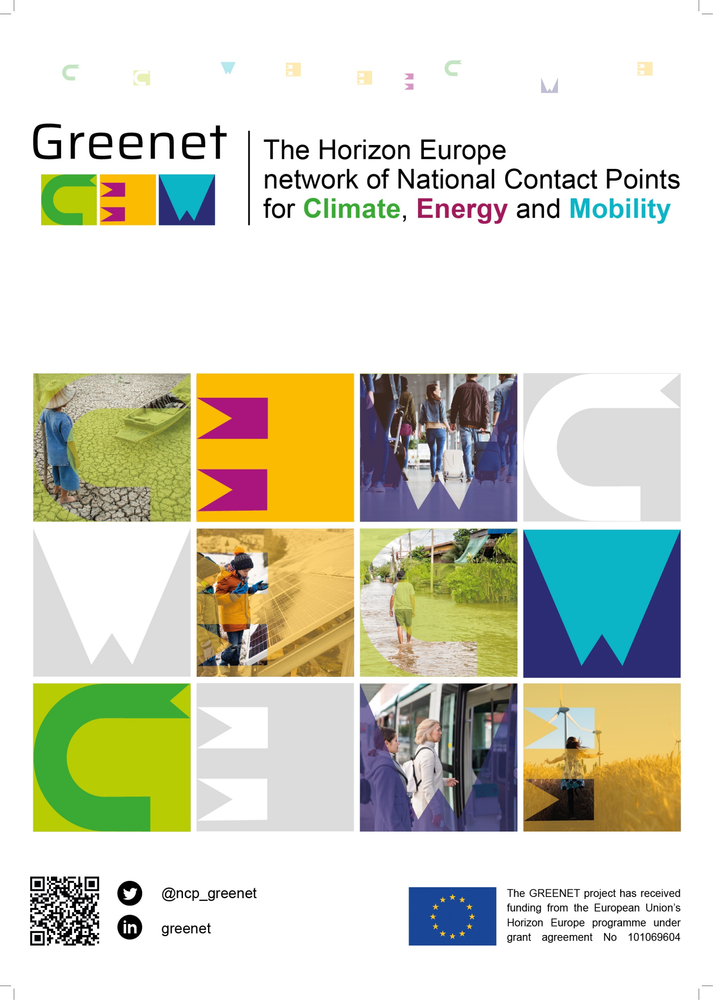 Greenet
The Horizon Europe
network of National Contact Points
for Climate, Energy and Mobility
@ncp_greenet
in
greenet
The GREENET project has received
funding from the European Union’s
Horizon Europe programme under
grant agreement No 101069604